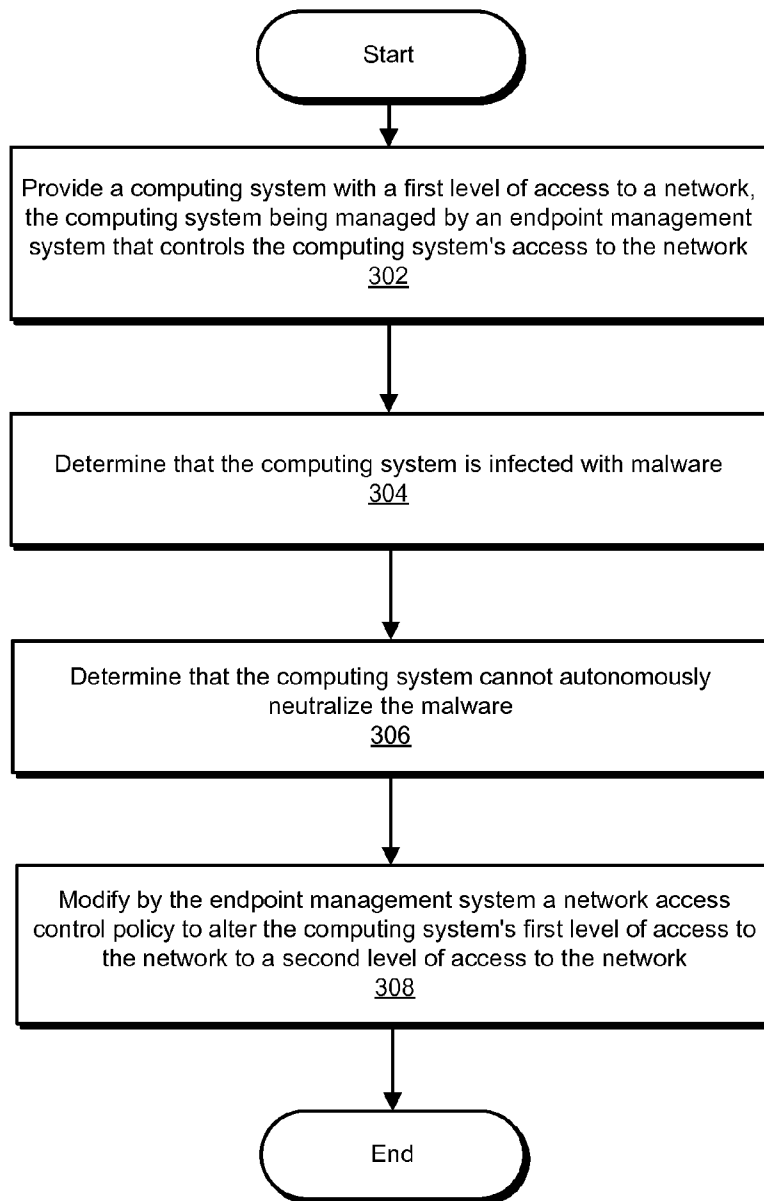 Start
Provide a computing system with a first level of access to a network,
the computing system being managed by an endpoint management
system that controls the computing system's access to the network
302
Determine that the computing system is infected with malware
304
Determine that the computing system cannot autonomously
neutralize the malware
306
Modify by the endpoint management system a network access
control policy to alter the computing system's first level of access to
the network to a second level of access to the network
308
End